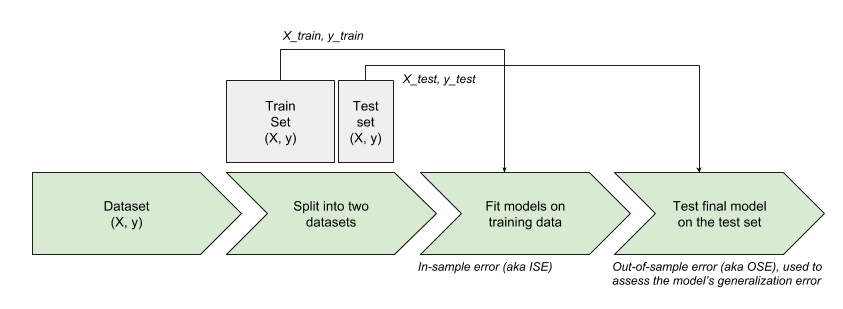 X_train, y_train
X_test, y_test
Train
Set
(X, y)
Test
set
(X, y)
Dataset
(X, y)
Split into two
datasets
Fit models on
training data
Test final model
on the test set
In-sample error (aka ISE)
Out-of-sample error (aka OSE), used to
assess the model's generalization error